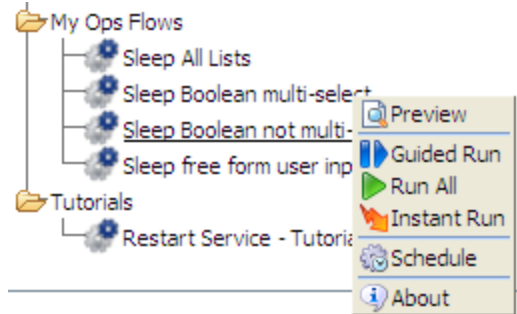 My Ops Flows
Sleep All Lists
Sleep Boolean multi-select
Sleep Boolean not multi-
Sleep free form user inp
Tutorials
Restart Service - Tutoria
Preview
Guided Run
Run All
Instant Run
Schedule
About